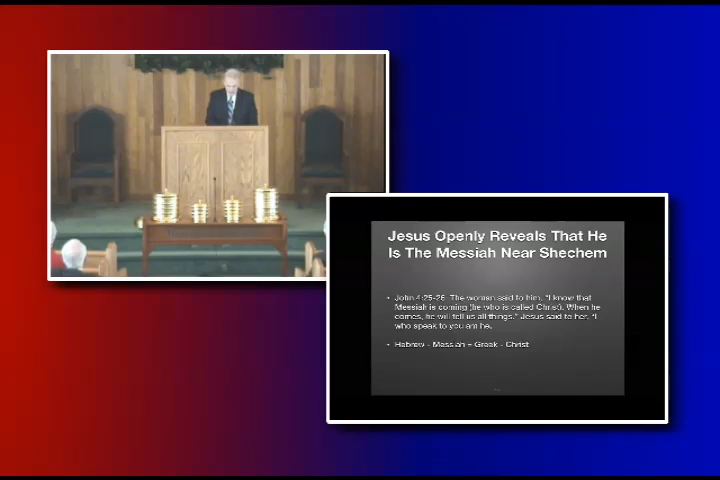 Jesus Openly Reveals That He
Is The Messiah Near Shechem
• John 4:25-26 The woman said to him, "I know that
Messiah is coming (he who is called Christ). When he
comes, he will tell us all things." Jesus said to her, "I
who speak to you am he.
• Hebrew - Messiah = Greek - Christ